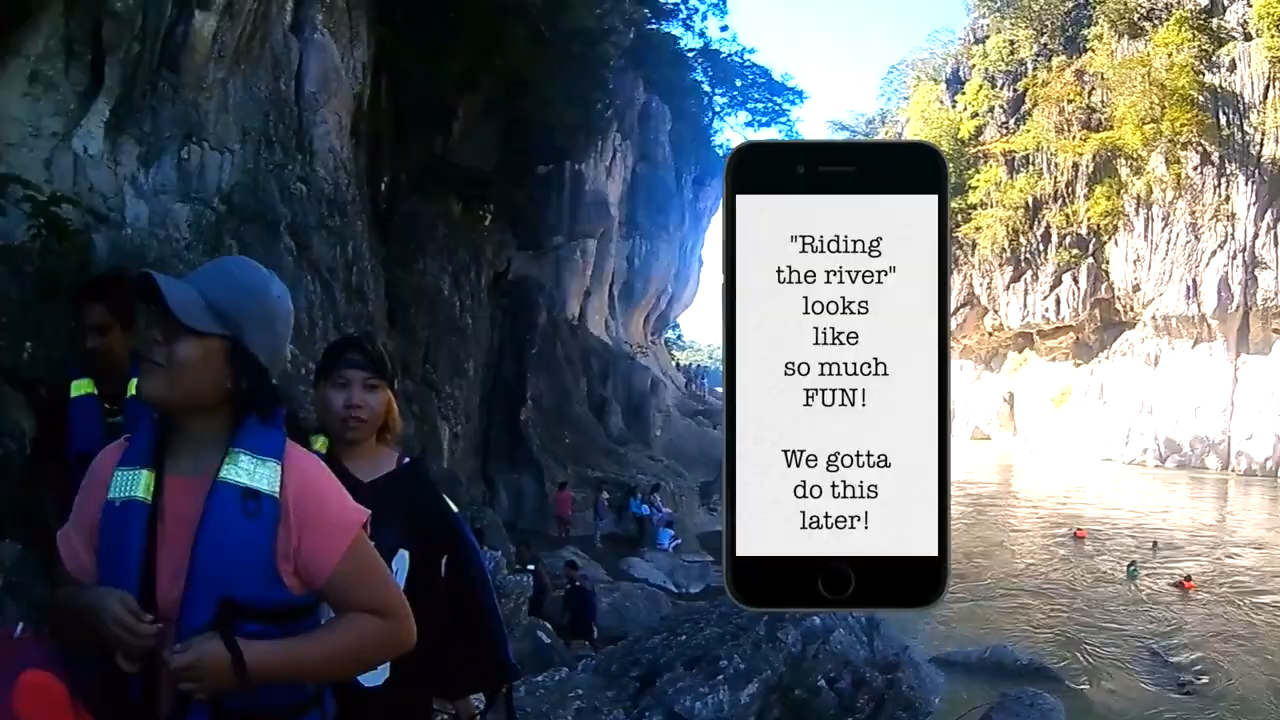 "Riding
the river"
looks
like
so much
FUN!
We gotta
do this
later!